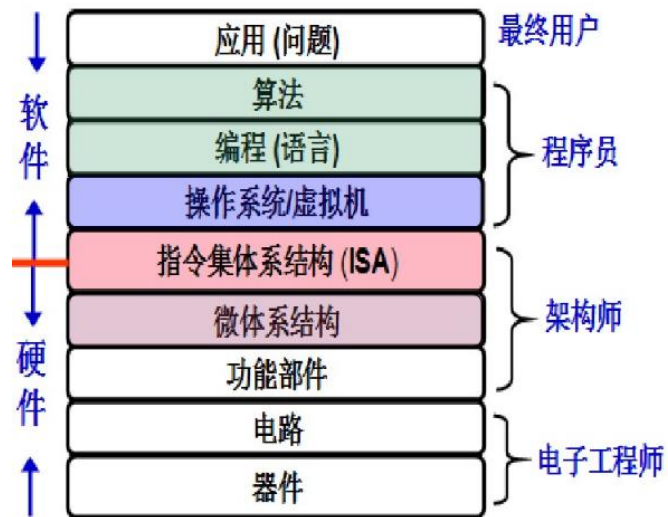 应用 (问题)
最终用户
算法
编程 (语言)
操作系统/虚拟机
程序员
软件
指令集体系结构 (ISA)
微体系结构
功能部件
架构师
硬件
电路
器件
电子工程师